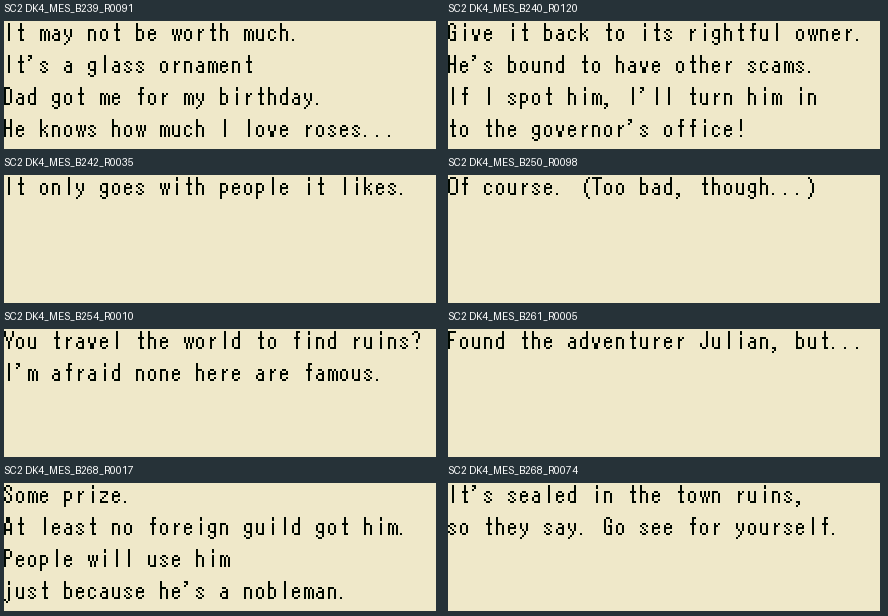 SC2 DK4_MES_B239_R0091
It may not be worth much.
It's a glass ornament
Dad got me for my birthday.
He knows how much I love roses...
SC2 DK4_MES_B240_R0120
Give it back to its rightful owner.
He's bound to have other scams.
If I spot him, I'll turn him in
to the governor's office!
SC2 DK4_MES_B242_R0035
It only goes with people it likes.
SC2 DK4_MES_B250_R0098
Of course. (Too bad, though...)
SC2 DK4_MES_B254_R0010
You travel the world to find ruins?
I'm afraid none here are famous.
SC2 DK4_MES_B261_R0005
Found the adventurer Julian, but...
SC2 DK4_MES_B268_R0017
Some prize.
At least no foreign guild got him.
People will use him
just because he's a nobleman.
SC2 DK4_MES_B268_R0074
It's sealed in the town ruins,
so they say. Go see for yourself.